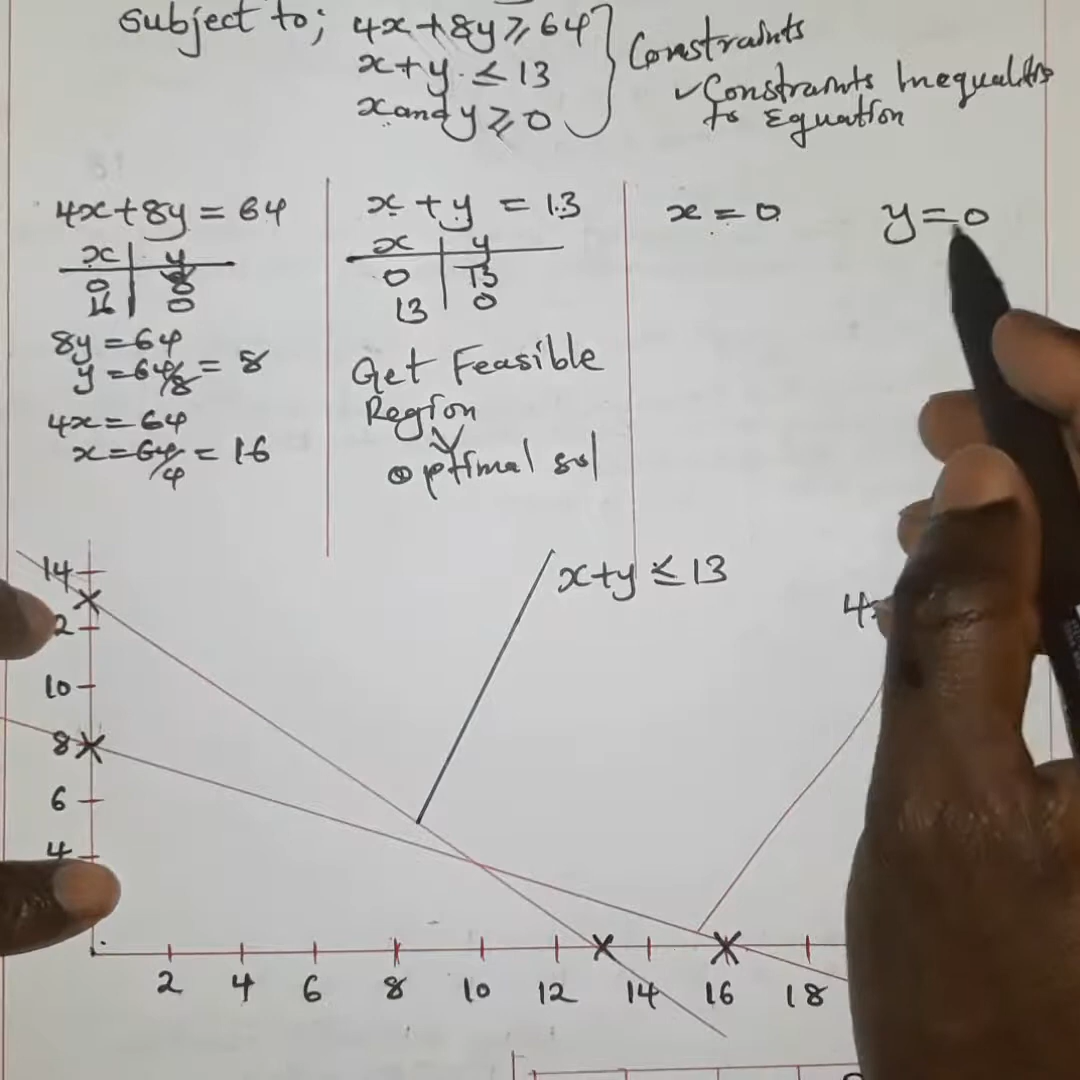 Subject to; 4x+8y ≥ 64
x+y ≤ 13
x and y ≥ 0
Constraints
✓ Constraints Inequalities
to Equation
4x+8y = 64
x y
0 8
16 0
8y = 64
y = 64/8 = 8
4x = 64
x = 64/4 = 16
x + y = 13
x y
0 13
13 0
Get Feasible
Region
optimal sol
x = 0
y = 0
x+y ≤ 13
4
14
2
10
8
6
4
2 4 6 8 10 12 14 16 18